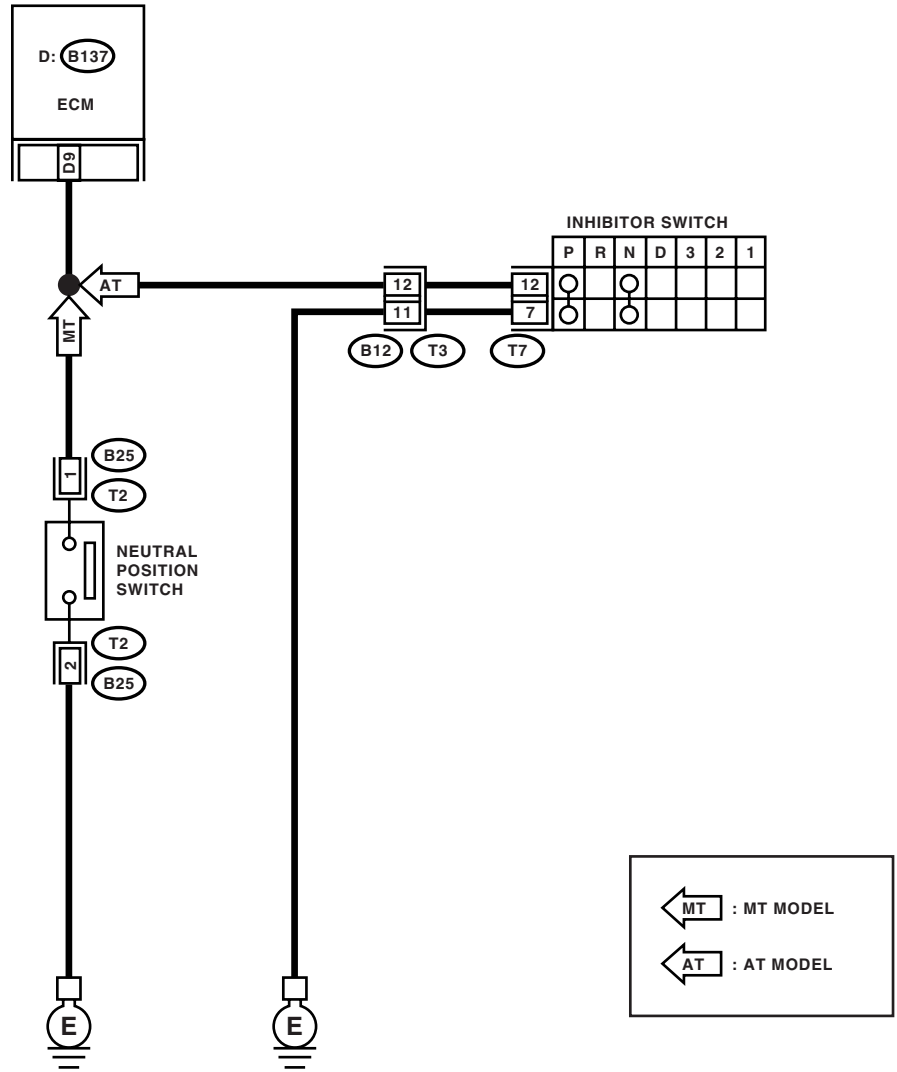 D: B137
ECM
D9
INHIBITOR SWITCH
P R N D 3 2 1
AT
12
12
11
7
MT
B12
T3
T7
B25
1
T2
NEUTRAL
POSITION
SWITCH
T2
2
B25
MT : MT MODEL
AT : AT MODEL
E
E